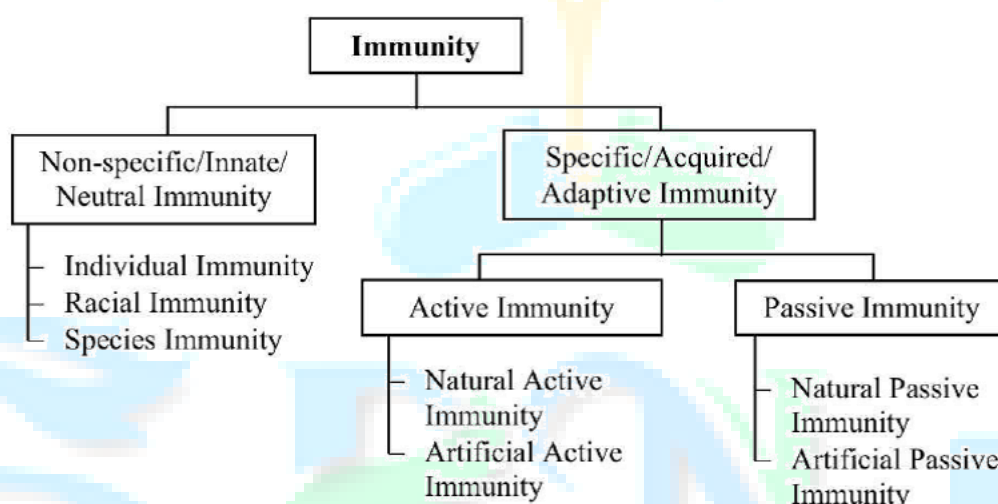 Immunity
Non-specific/Innate/
Neutral Immunity
Specific/Acquired/
Adaptive Immunity
Individual Immunity
Racial Immunity
Species Immunity
Active Immunity
Passive Immunity
Natural Active
Immunity
Artificial Active
Immunity
Natural Passive
Immunity
Artificial Passive
Immunity